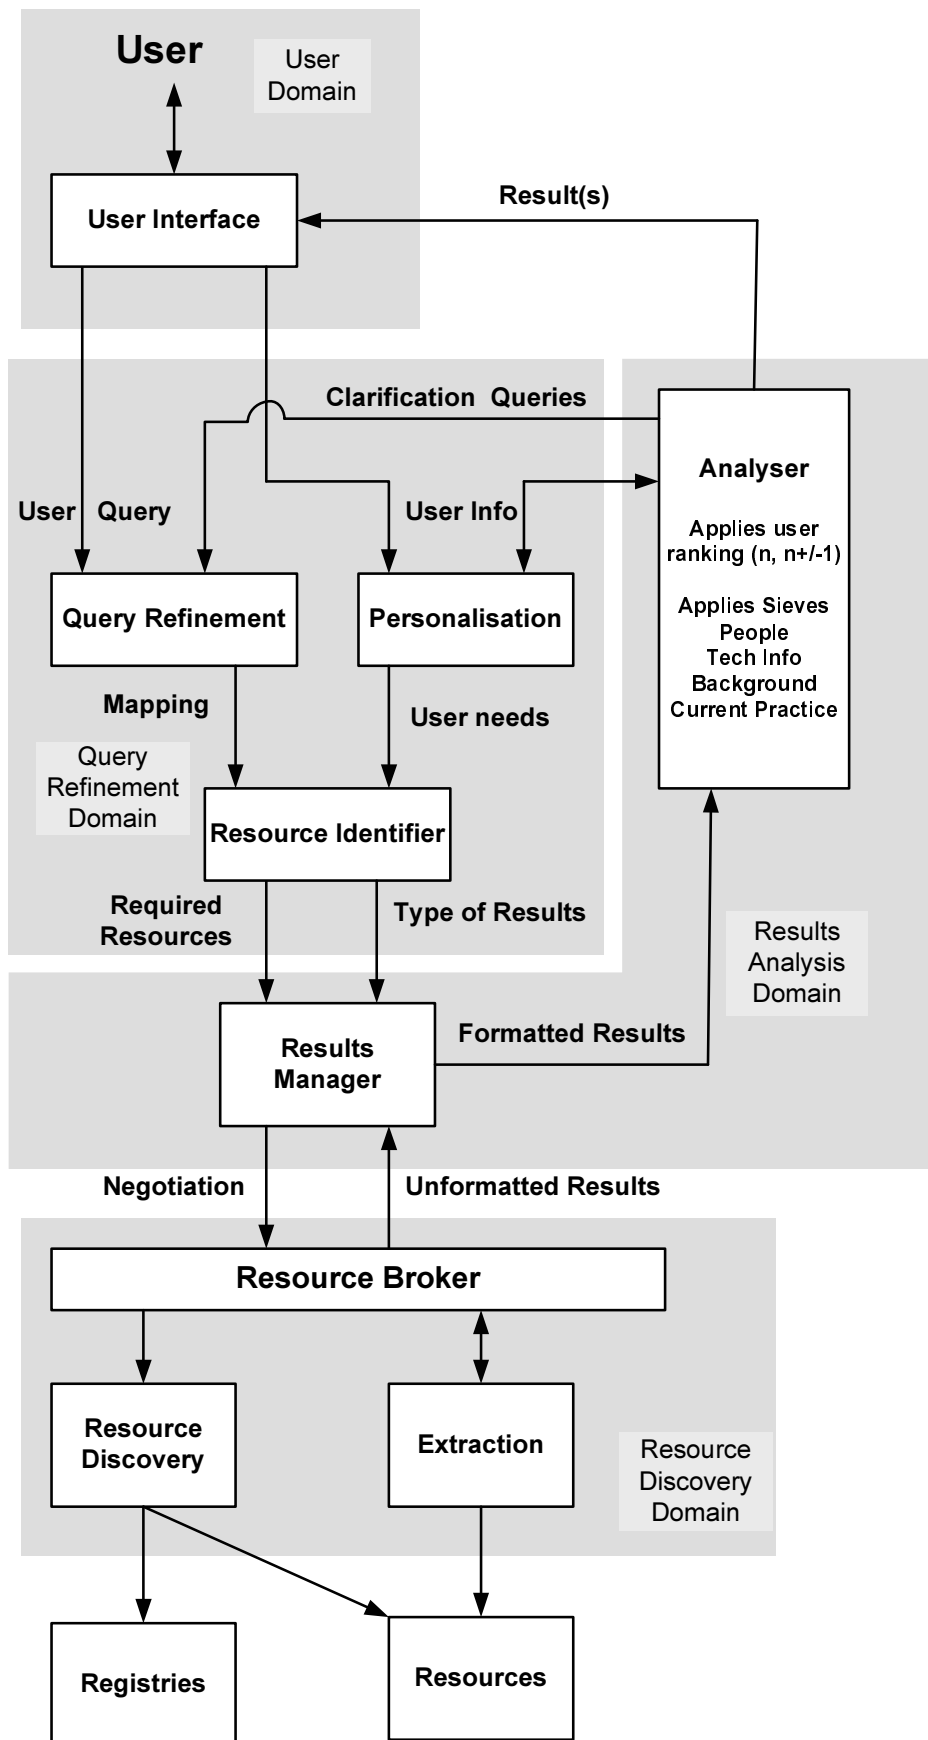 User
User
Domain
User Interface
Result(s)
Clarification Queries
Analyser
Applies user
ranking (n, n+/-1)
Applies Sieves
People
Tech Info
Background
Current Practice
User Query
User Info
Query Refinement
Personalisation
Mapping
User needs
Query
Refinement
Domain
Resource Identifier
Required
Resources
Type of Results
Results
Analysis
Domain
Results
Manager
Formatted Results
Negotiation
Unformatted Results
Resource Broker
Resource
Discovery
Extraction
Resource
Discovery
Domain
Registries
Resources